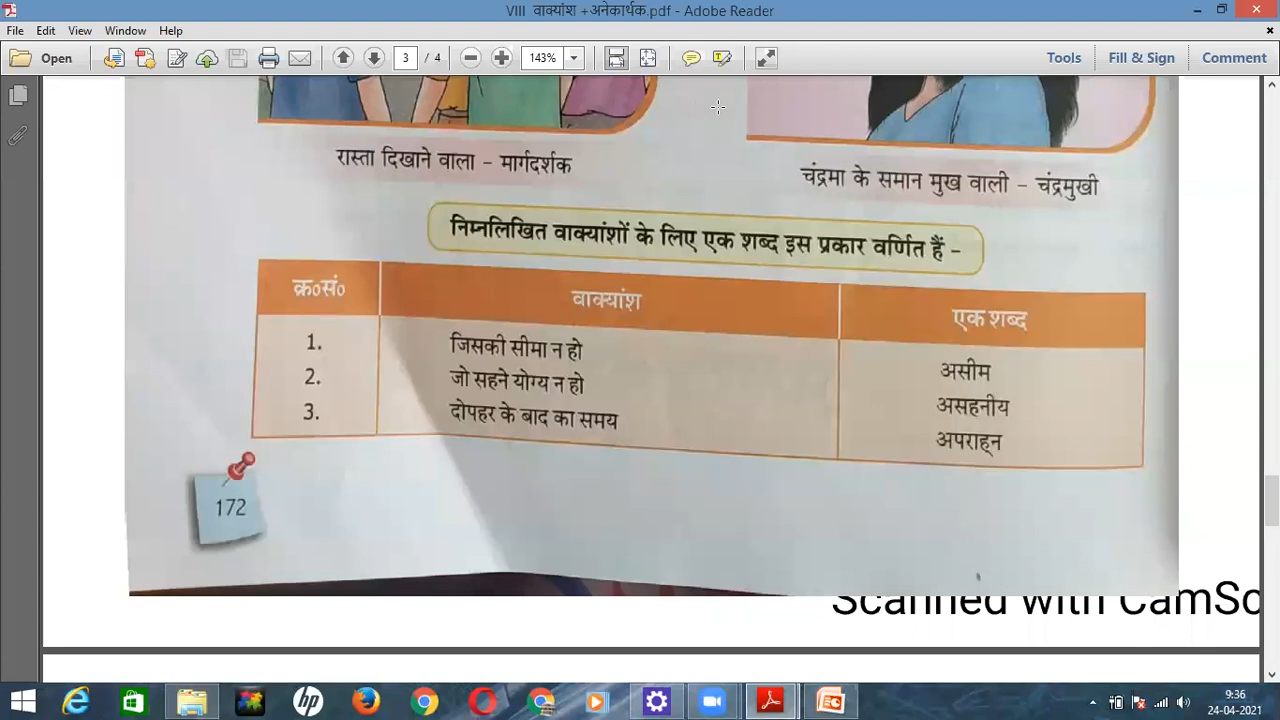 VIII वाक्यांश +अनेकार्थक.pdf - Adobe Reader
File Edit View Window Help
Open 3 / 4 143% Tools Fill & Sign Comment
रास्ता दिखाने वाला - मार्गदर्शक
चंद्रमा के समान मुख वाली - चंद्रमुखी
निम्नलिखित वाक्यांशों के लिए एक शब्द इस प्रकार वर्णित हैं -
क्र०सं० वाक्यांश एक शब्द
1. जिसकी सीमा न हो असीम
2. जो सहने योग्य न हो असहनीय
3. दोपहर के बाद का समय अपराह्न
172
Scanned with CamSc
9:36
24-04-2021